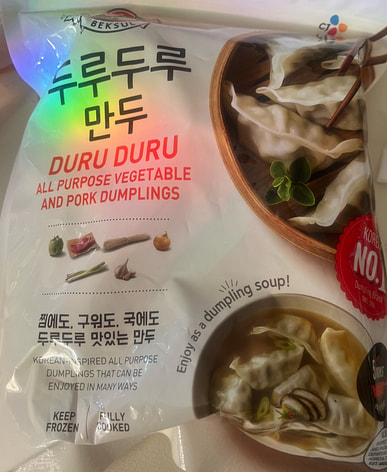 BEKSUL
CJ
두루두루
만두
DURU DURU
ALL PURPOSE VEGETABLE
AND PORK DUMPLINGS
KOREA
NO.1
Enjoy as a dumpling soup!
찜에도, 구워도, 국에도
두루두루 맛있는 만두
KOREAN-INSPIRED ALL PURPOSE
DUMPLINGS THAT CAN BE
ENJOYED IN MANY WAYS
KEEP
FROZEN
FULLY
COOKED